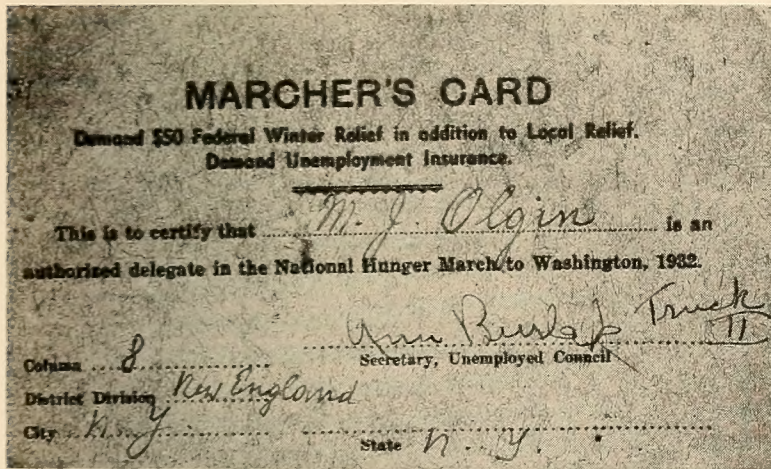 MARCHER'S CARD
Demand $50 Federal Winter Relief in addition to Local Relief.
Demand Unemployment Insurance.
This is to certify that M. J. Olgin is an
authorized delegate in the National Hunger March to Washington, 1932.
Ann Burlak Truck II
Column 8 Secretary, Unemployed Council
District Division New England
City N. Y State N. Y.